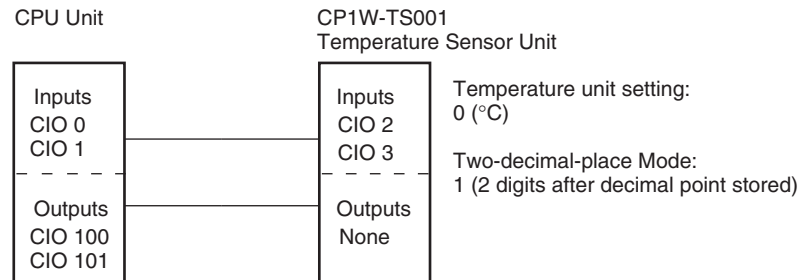 CPU Unit
CP1W-TS001
Temperature Sensor Unit
Inputs
CIO 0
CIO 1
Outputs
CIO 100
CIO 101
Inputs
CIO 2
CIO 3
Outputs
None
Temperature unit setting:
0 (°C)
Two-decimal-place Mode:
1 (2 digits after decimal point stored)